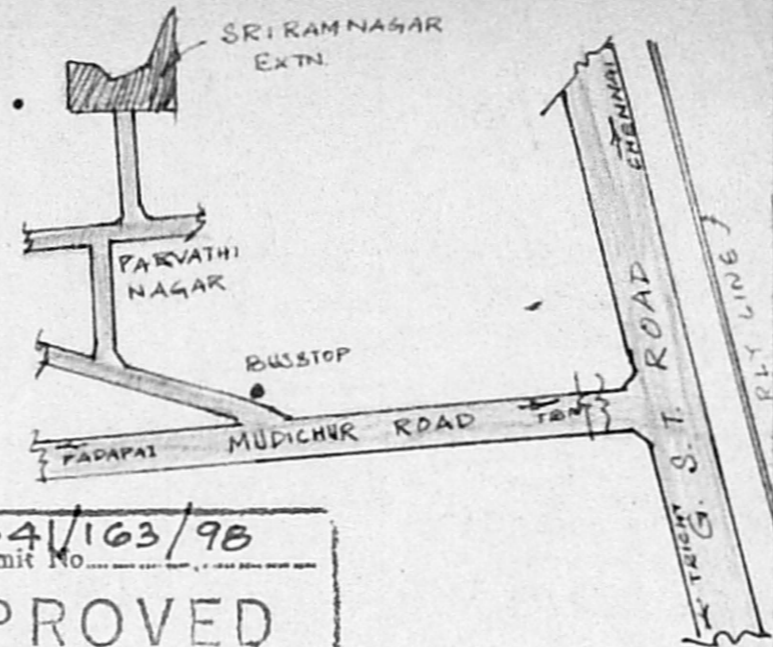 SRIRAMNAGAR
EXTN.
CHENNAI
PARVATHI
NAGAR
RLY LINE
BUSSTOP
G. S. T. ROAD
MUDICHUR ROAD
TBM
PADAPAI
TRICHY
41/163/98
mit No
PROVED